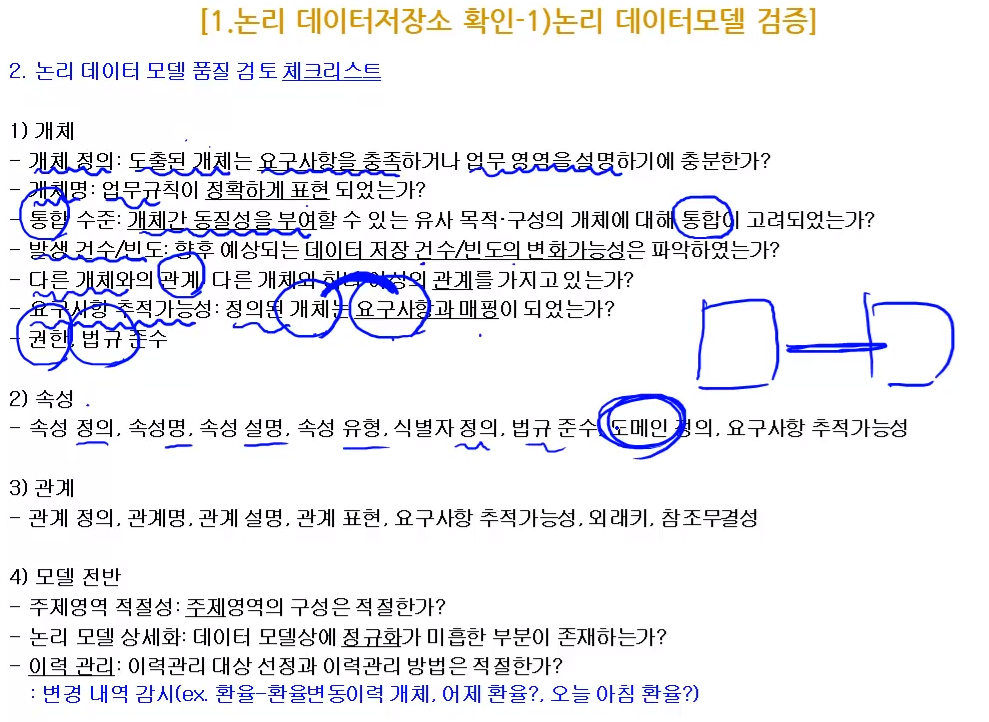 [1.논리 데이터저장소 확인-1)논리 데이터모델 검증]
2. 논리 데이터 모델 품질 검토 체크리스트
1) 개체
- 개체 정의: 도출된 개체는 요구사항을 충족하거나 업무 영역을 설명하기에 충분한가?
- 개체명: 업무규칙이 정확하게 표현 되었는가?
- 통합 수준: 개체간 동질성을 부여할 수 있는 유사 목적·구성의 개체에 대해 통합이 고려되었는가?
- 발생 건수/빈도: 향후 예상되는 데이터 저장 건수/빈도의 변화가능성은 파악하였는가?
- 다른 개체와의 관계: 다른 개체와 하나 이상의 관계를 가지고 있는가?
- 요구사항 추적가능성: 정의된 개체는 요구사항과 매핑이 되었는가?
- 권한, 법규 준수
2) 속성
- 속성 정의, 속성명, 속성 설명, 속성 유형, 식별자 정의, 법규 준수, 도메인 정의, 요구사항 추적가능성
3) 관계
- 관계 정의, 관계명, 관계 설명, 관계 표현, 요구사항 추적가능성, 외래키, 참조무결성
4) 모델 전반
- 주제영역 적절성: 주제영역의 구성은 적절한가?
- 논리 모델 상세화: 데이터 모델상에 정규화가 미흡한 부분이 존재하는가?
- 이력 관리: 이력관리 대상 선정과 이력관리 방법은 적절한가?
: 변경 내역 감시(ex. 환율-환율변동이력 개체, 어제 환율?, 오늘 아침 환율?)